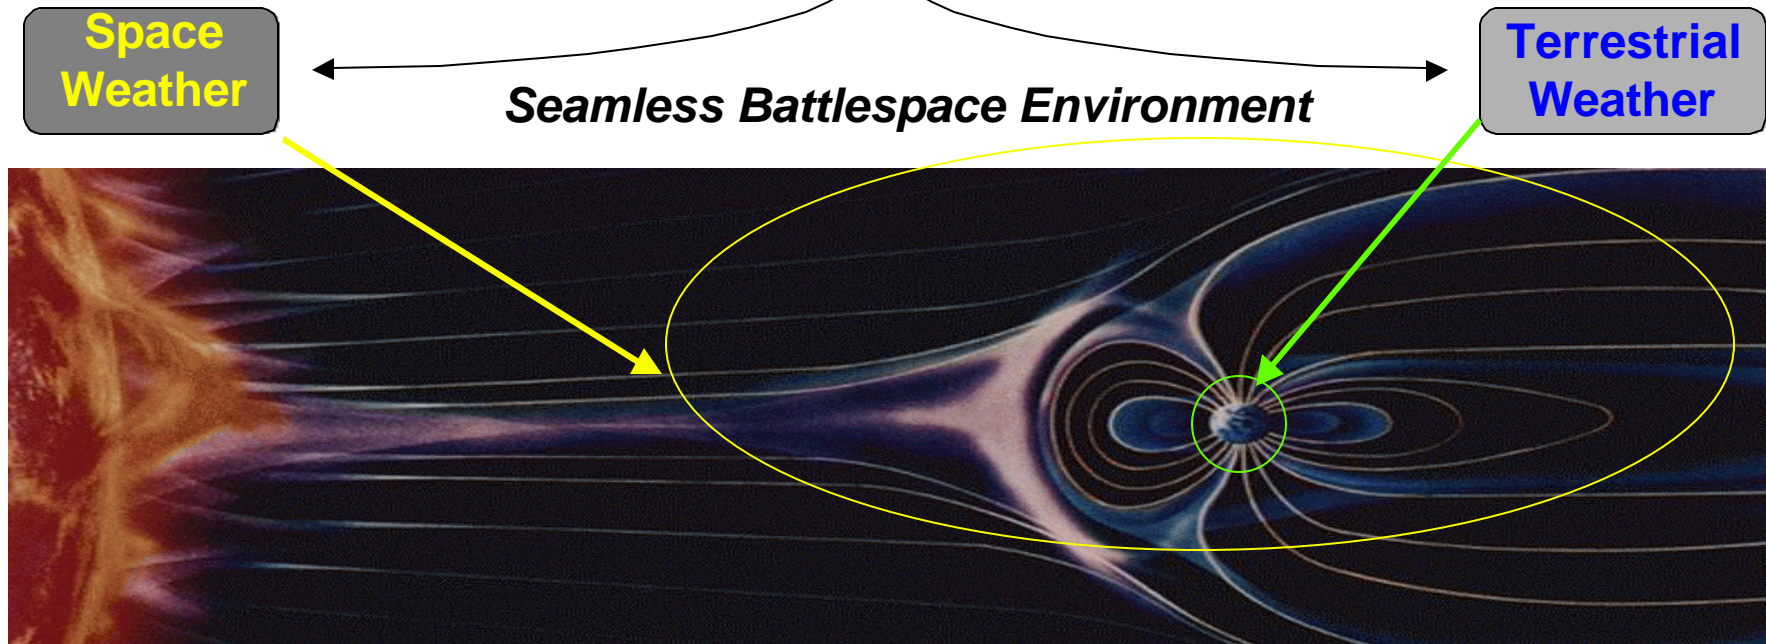 Space
Weather
Seamless Battlespace Environment
Terrestrial
Weather